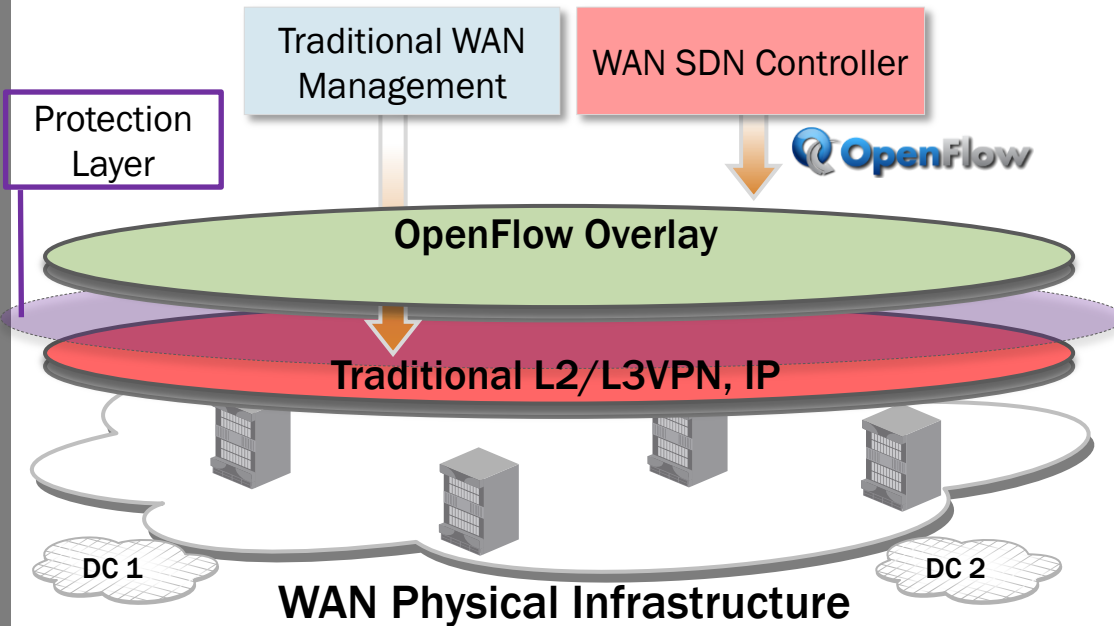 Traditional WAN
Management
WAN SDN Controller
Protection
Layer
OpenFlow
OpenFlow Overlay
Traditional L2/L3VPN, IP
DC 1
DC 2
WAN Physical Infrastructure